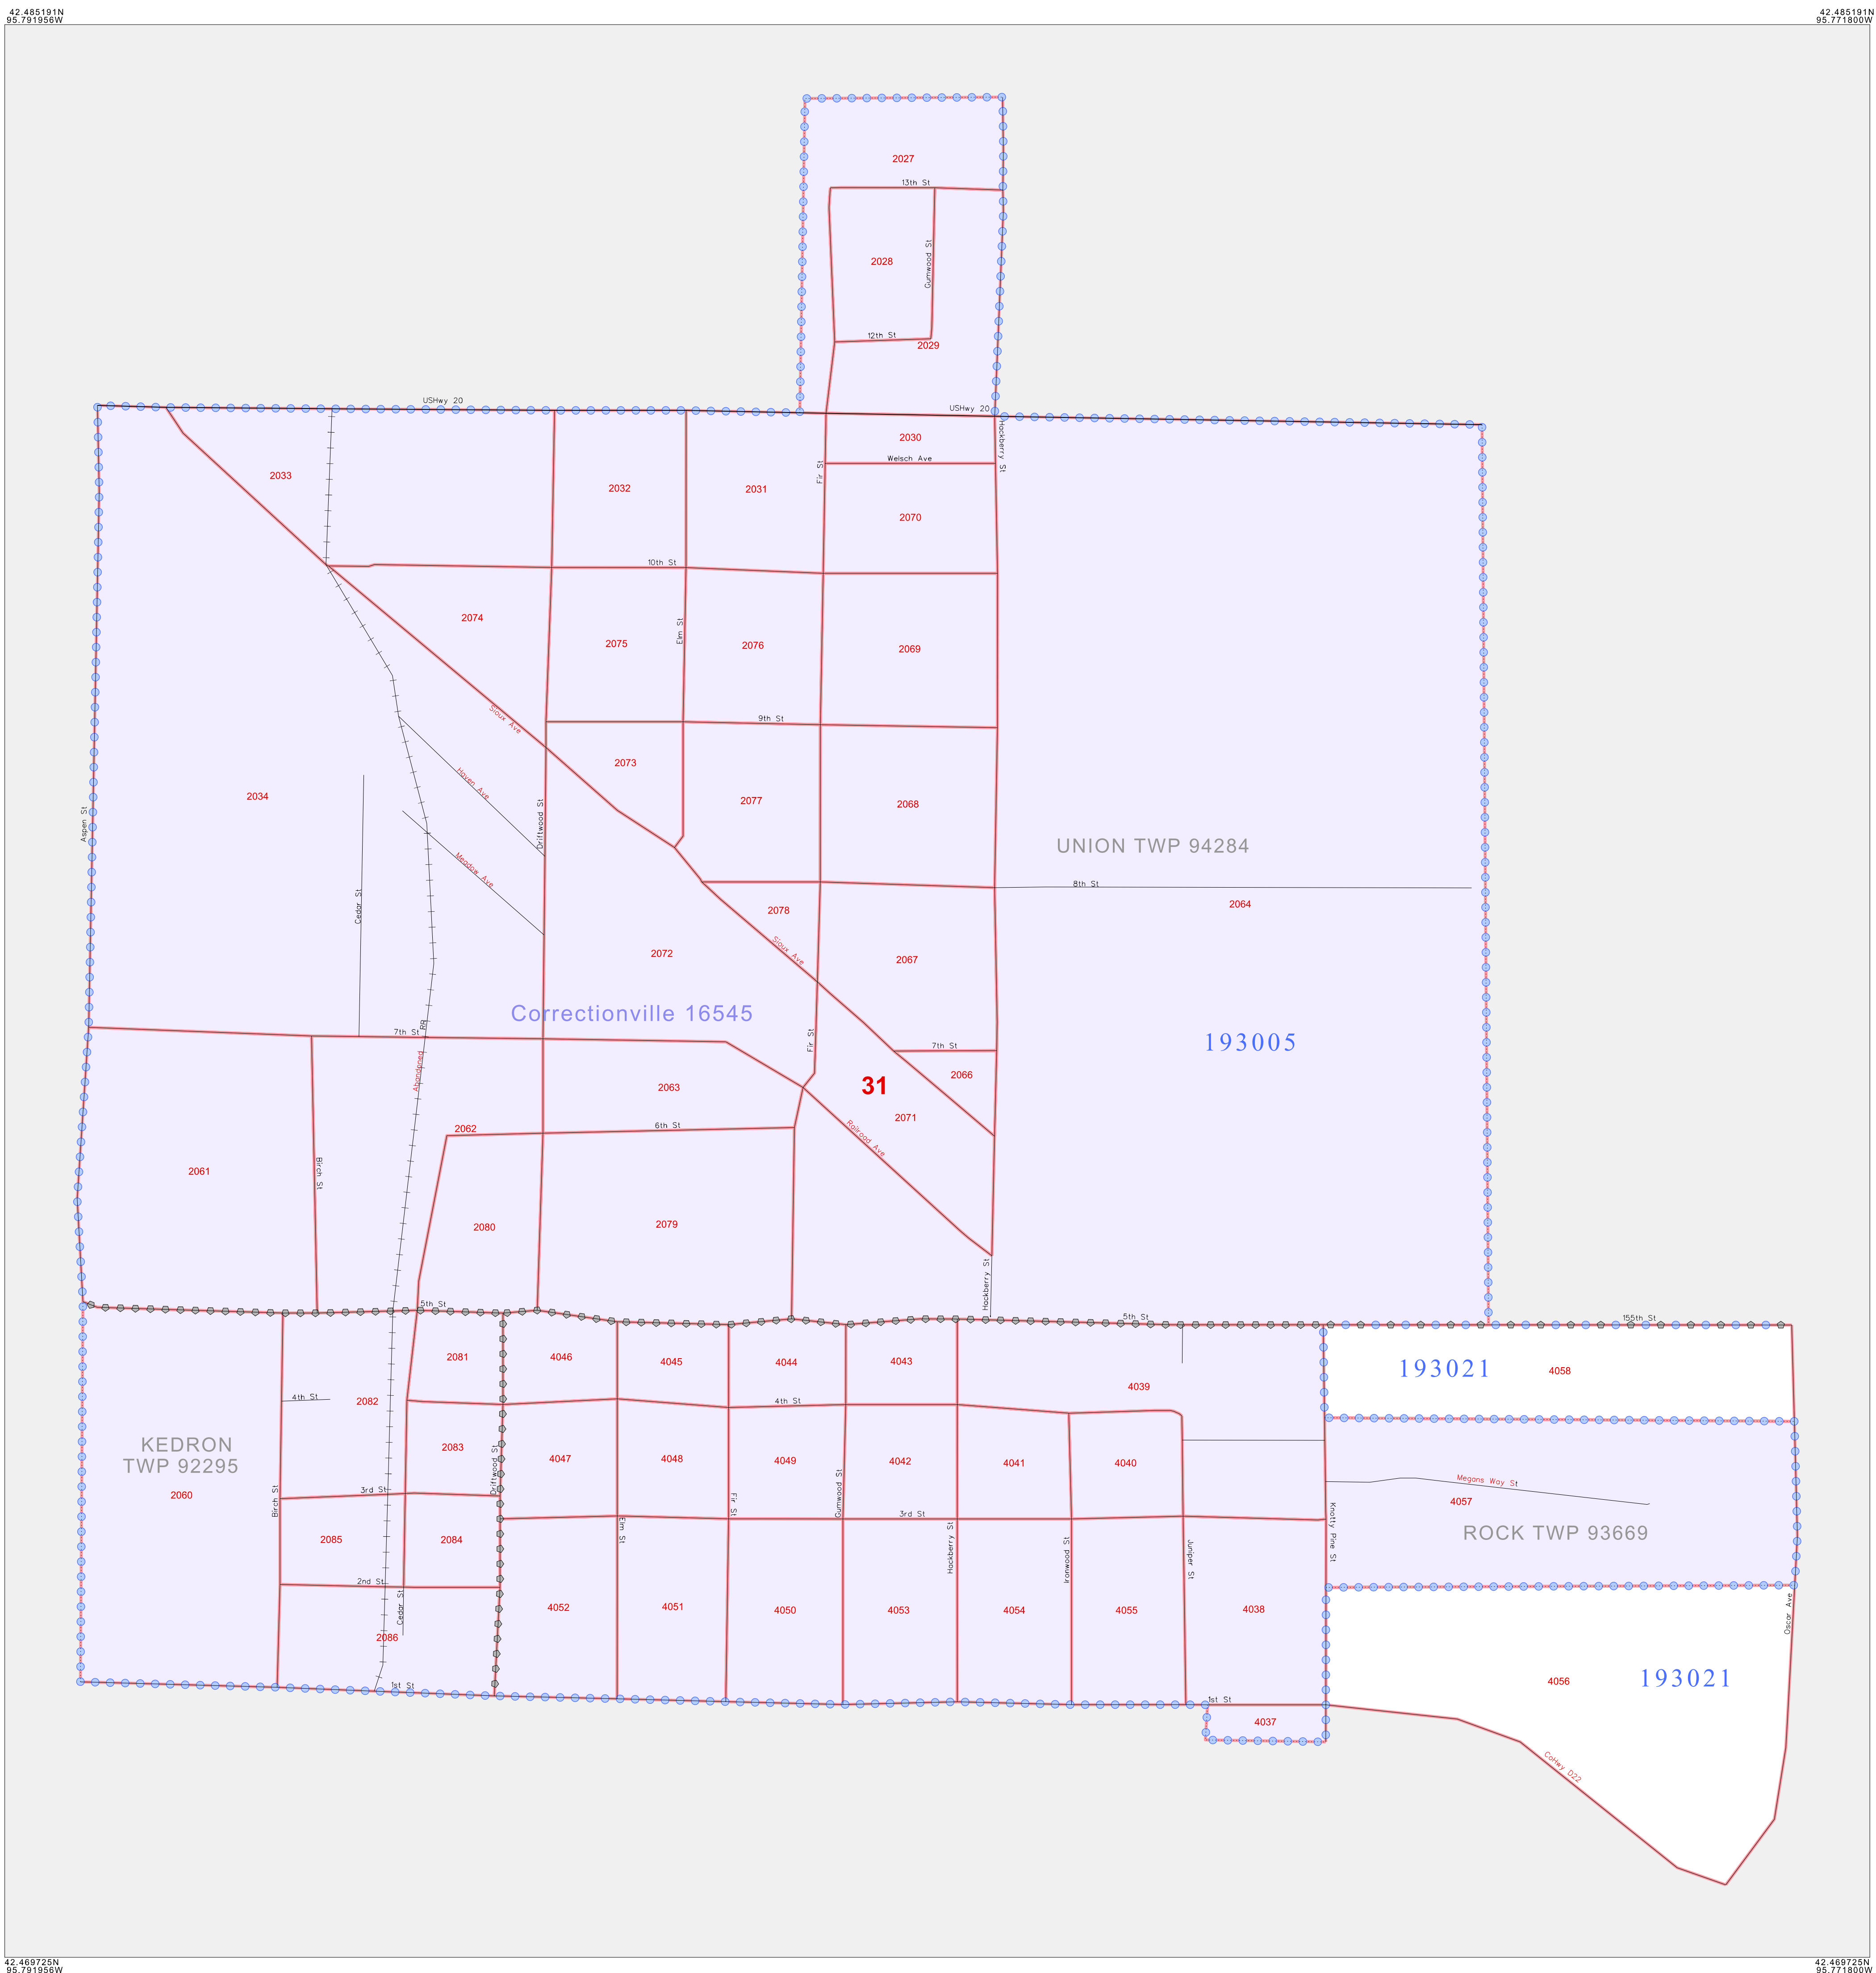 42.485191N
95.791956W
42.485191N
95.771800W
2027
13th St
Gumwood St
2028
12th St
2029
USHwy 20
USHwy 20
2030
Hackberry St
Welsch Ave
Fir St
2033
2032
2031
2070
10th St
2074
2075
Elm St
2076
2069
Sioux Ave
9th St
2073
Haven Ave
2034
2077
2068
Aspen St
Driftwood St
UNION TWP 94284
Meadow Ave
8th St
Cedar St
2078
2064
Sioux Ave
2072
2067
Correctionville 16545
7th St
RR
Fir St
7th St
193005
Abandoned
2063
31
2066
2071
2062
6th St
Railroad Ave
2061
Birch St
2080
2079
Hackberry St
5th St
5th St
155th St
2081
4046
4045
4044
4043
4039
193021
4058
4th St
2082
4th St
KEDRON
TWP 92295
2083
Driftwood St
4047
4048
4049
Gumwood St
4042
4041
4040
Megans Way St
2060
Birch St
3rd St
Fir St
3rd St
Knotty Pine St
4057
ROCK TWP 93669
2085
2084
Elm St
Hackberry St
Ironwood St
Juniper St
2nd St
Cedar St
4052
4051
4050
4053
4054
4055
4038
Oscar Ave
2086
4056
193021
1st St
1st St
4037
CoHwy D22
42.469725N
95.791956W
42.469725N
95.771800W